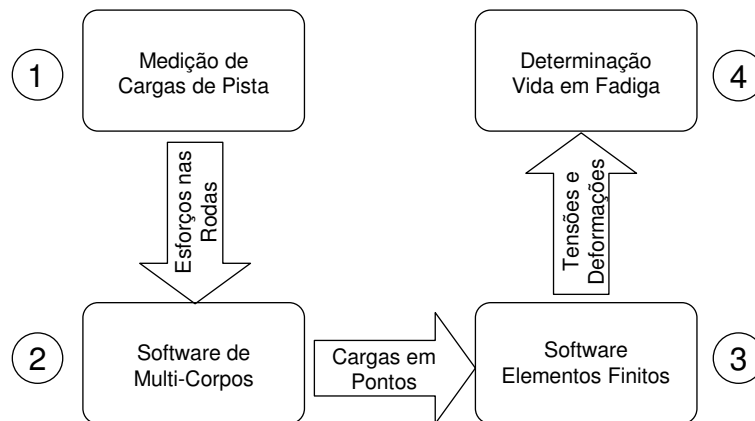 1
Medição de
Cargas de Pista
Esforços nas
Rodas
2
Software de
Multi-Corpos
Cargas em
Pontos
Software
Elementos Finitos
3
Tensões e
Deformações
Determinação
Vida em Fadiga
4